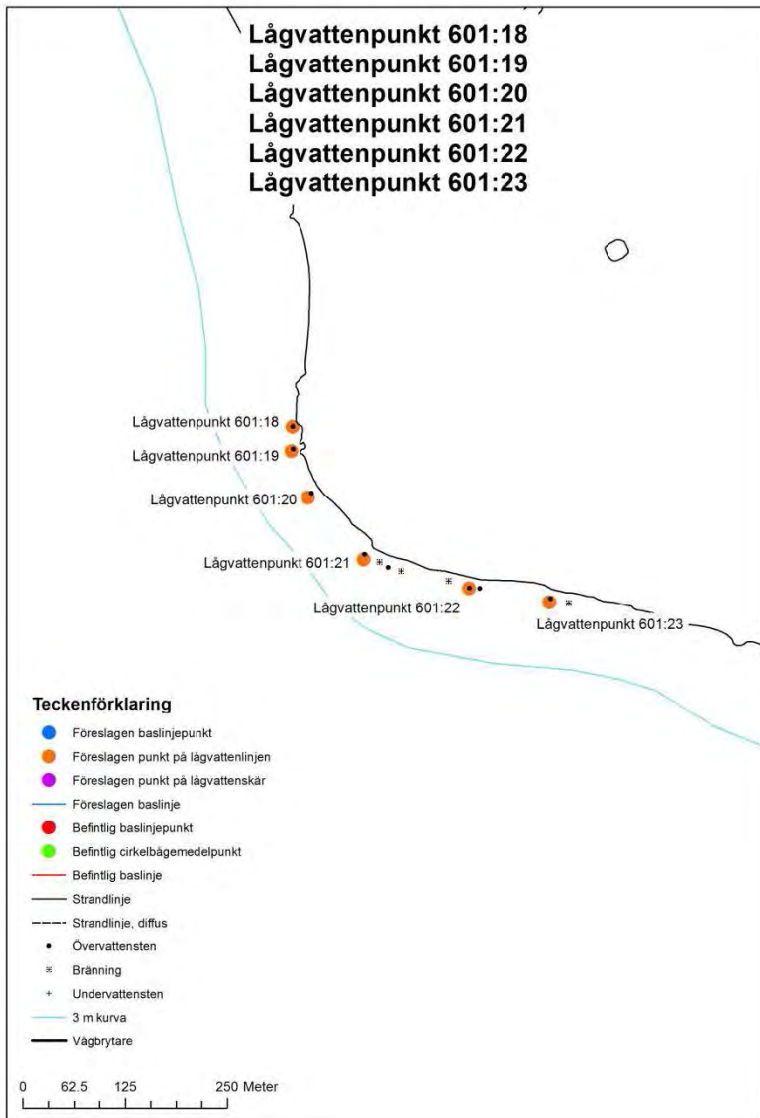 Lågvattenpunkt 601:18
Lågvattenpunkt 601:19
Lågvattenpunkt 601:20
Lågvattenpunkt 601:21
Lågvattenpunkt 601:22
Lågvattenpunkt 601:23
Lågvattenpunkt 601:18
Lågvattenpunkt 601:19
Lågvattenpunkt 601:20
Lågvattenpunkt 601:21
Lågvattenpunkt 601:22
Lågvattenpunkt 601:23
Teckenförklaring
Föreslagen baslinjepunkt
Föreslagen punkt på lågvattenlinjen
Föreslagen punkt på lågvattenskär
Föreslagen baslinje
Befintlig baslinjepunkt
Befintlig cirkelbågemedelpunkt
Befintlig baslinje
Strandlinje
Strandlinje, diffus
Övervattensten
Bränning
Undervattensten
3 m kurva
Vågbrytare
0 62.5 125 250 Meter